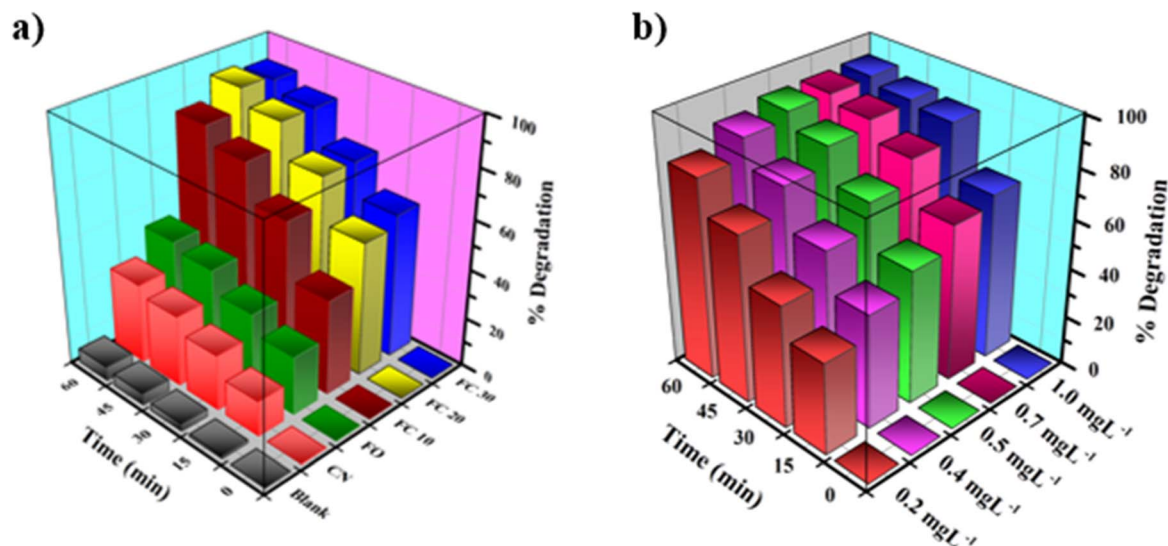 a)
100
80
60
40
20
0
% Degradation
60
45
30
15
0
Time (min)
Blank
CN
FO
FC 10
FC 20
FC 30
b)
100
80
60
40
20
0
% Degradation
60
45
30
15
0
Time (min)
0.2 mgL⁻¹
0.4 mgL⁻¹
0.5 mgL⁻¹
0.7 mgL⁻¹
1.0 mgL⁻¹